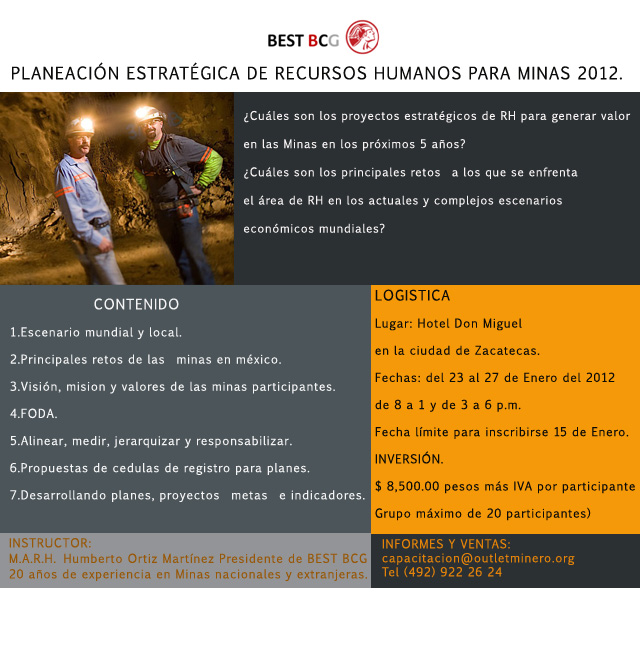 BEST BCG
PLANEACIÓN ESTRATÉGICA DE RECURSOS HUMANOS PARA MINAS 2012.
¿Cuáles son los proyectos estratégicos de RH para generar valor
en las Minas en los próximos 5 años?
¿Cuáles son los principales retos a los que se enfrenta
el área de RH en los actuales y complejos escenarios
económicos mundiales?
CONTENIDO
1.Escenario mundial y local.
2.Principales retos de las minas en méxico.
3.Visión, mision y valores de las minas participantes.
4.FODA.
5.Alinear, medir, jerarquizar y responsabilizar.
6.Propuestas de cedulas de registro para planes.
7.Desarrollando planes, proyectos metas e indicadores.
LOGISTICA
Lugar: Hotel Don Miguel
en la ciudad de Zacatecas.
Fechas: del 23 al 27 de Enero del 2012
de 8 a 1 y de 3 a 6 p.m.
Fecha límite para inscribirse 15 de Enero.
INVERSIÓN.
$ 8,500.00 pesos más IVA por participante
Grupo máximo de 20 participantes)
INSTRUCTOR:
M.A.R.H. Humberto Ortiz Martínez Presidente de BEST BCG
20 años de experiencia en Minas nacionales y extranjeras.
INFORMES Y VENTAS:
capacitacion@outletminero.org
Tel (492) 922 26 24